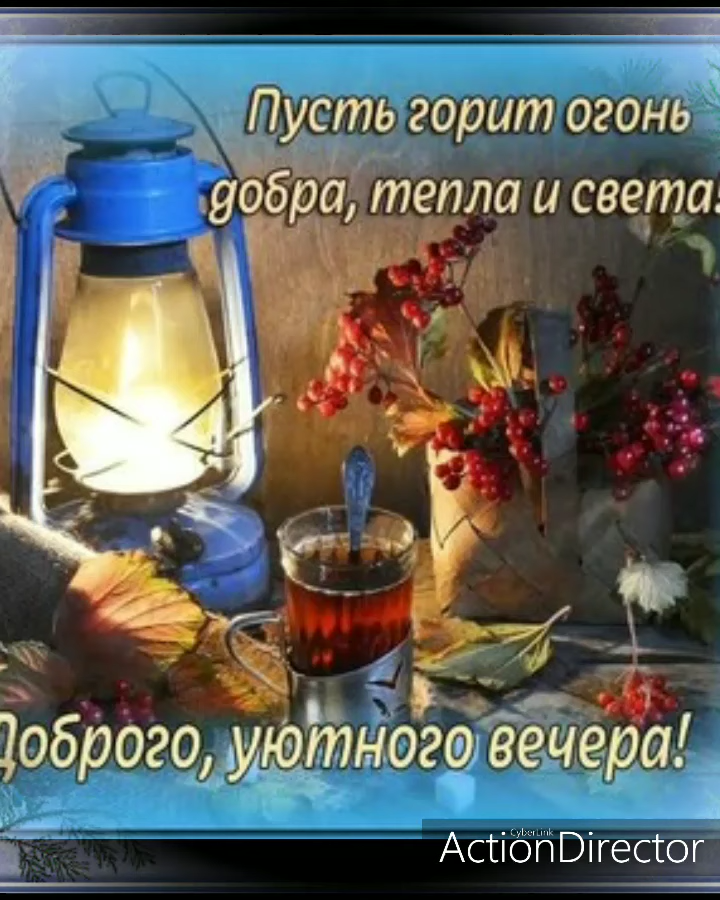 Пусть горит огонь
добра, тепла и света!
Доброго, уютного вечера!
CyberLink
ActionDirector